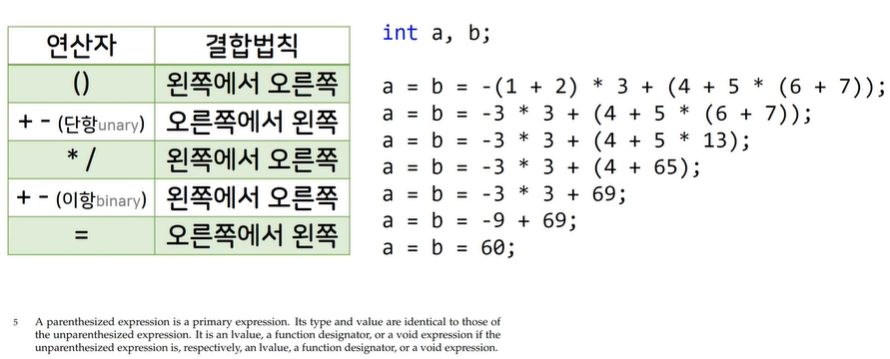 연산자 결합법칙
() 왼쪽에서 오른쪽
+ - (단항unary) 오른쪽에서 왼쪽
* / 왼쪽에서 오른쪽
+ - (이항binary) 왼쪽에서 오른쪽
= 오른쪽에서 왼쪽
int a, b;
a = b = -(1 + 2) * 3 + (4 + 5 * (6 + 7));
a = b = -3 * 3 + (4 + 5 * (6 + 7));
a = b = -3 * 3 + (4 + 5 * 13);
a = b = -3 * 3 + (4 + 65);
a = b = -3 * 3 + 69;
a = b = -9 + 69;
a = b = 60;
5 A parenthesized expression is a primary expression. Its type and value are identical to those of
the unparenthesized expression. It is an lvalue, a function designator, or a void expression if the
unparenthesized expression is, respectively, an lvalue, a function designator, or a void expression.